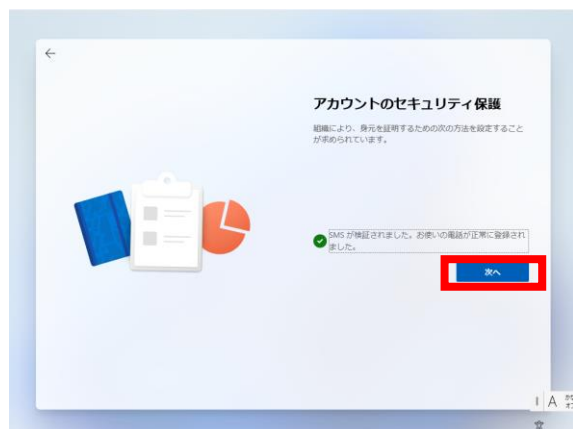 アカウントのセキュリティ保護
組織により、身元を証明するための次の方法を設定すること
が求められています。
SMS が検証されました。お使いの電話が正常に登録され
ました。
次へ
A